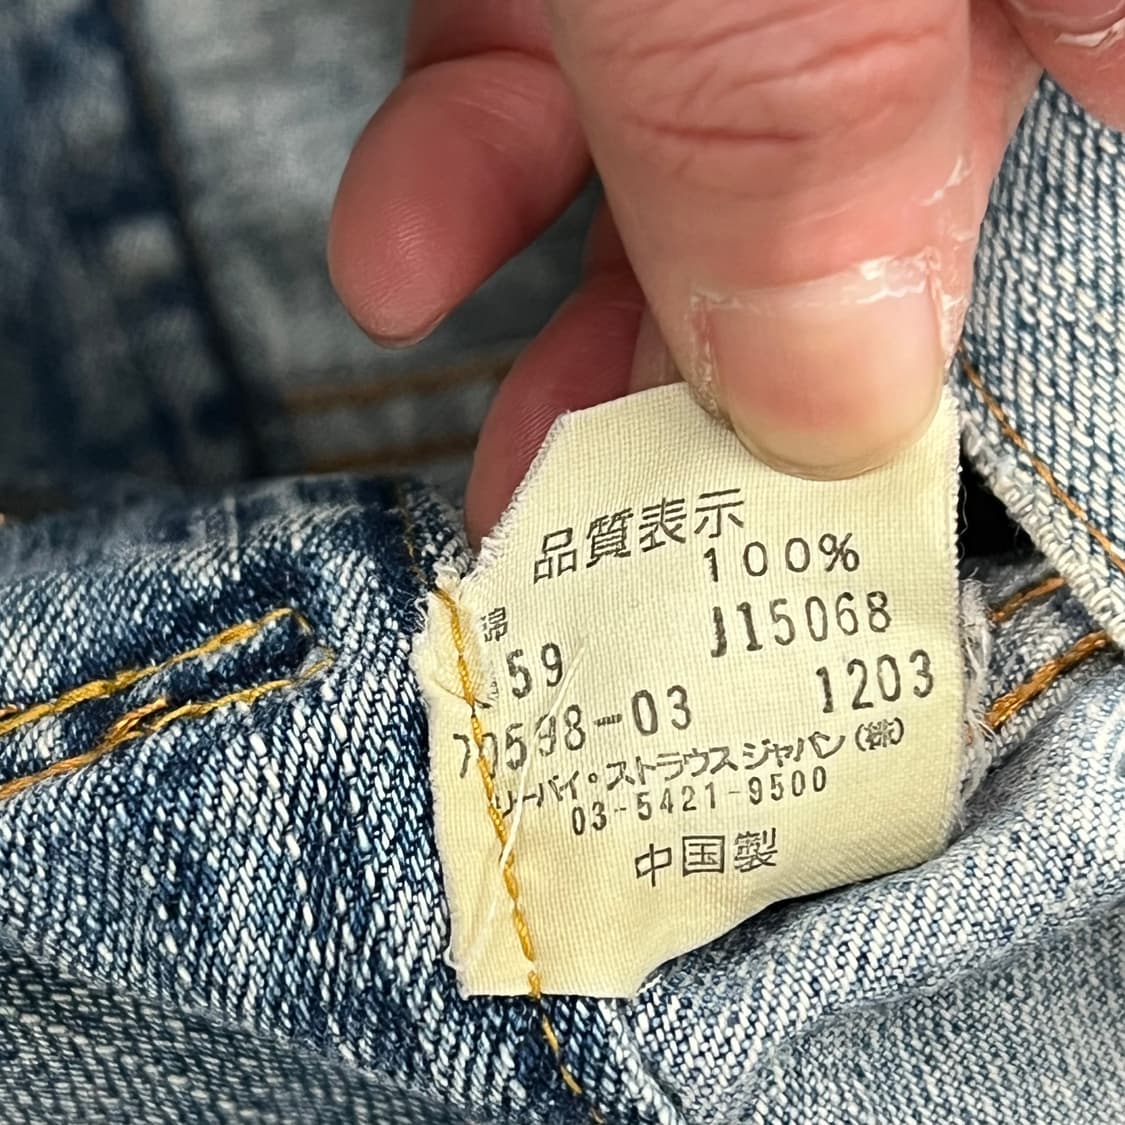 品質表示
綿 100%
59 J15068
70598-03 1203
リーバイ・ストラウス ジャパン(株)
03-5421-9500
中国製